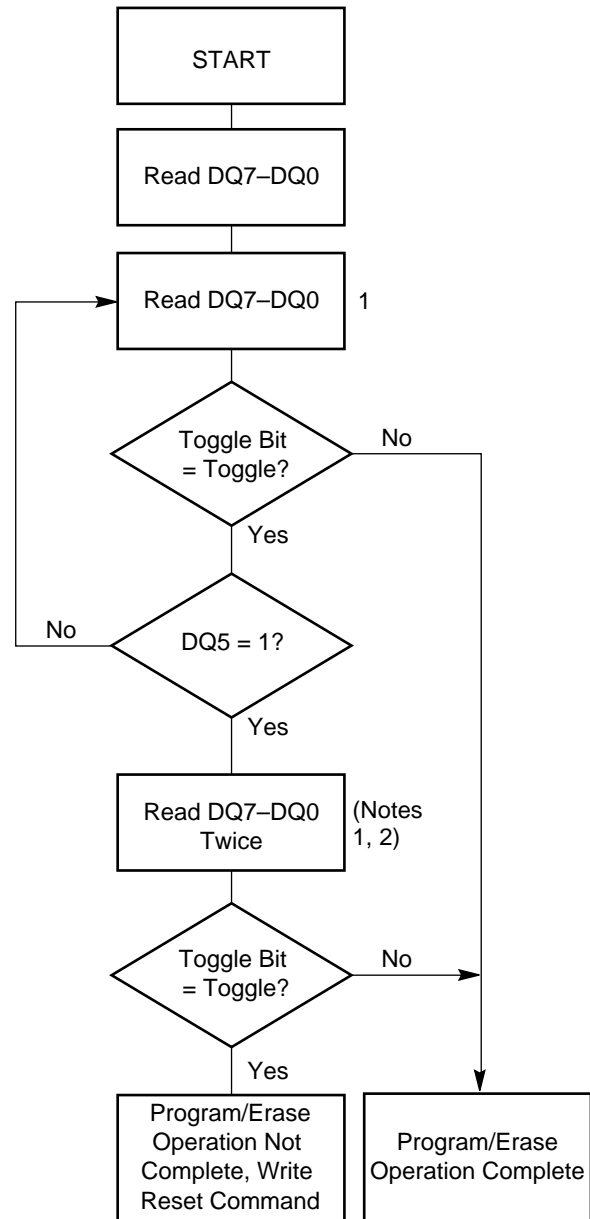 START
Read DQ7–DQ0
Read DQ7–DQ0
1
Toggle Bit
= Toggle?
No
Yes
No
DQ5 = 1?
Yes
Read DQ7–DQ0
Twice
(Notes
1, 2)
Toggle Bit
= Toggle?
No
Yes
Program/Erase
Operation Not
Complete, Write
Reset Command
Program/Erase
Operation Complete